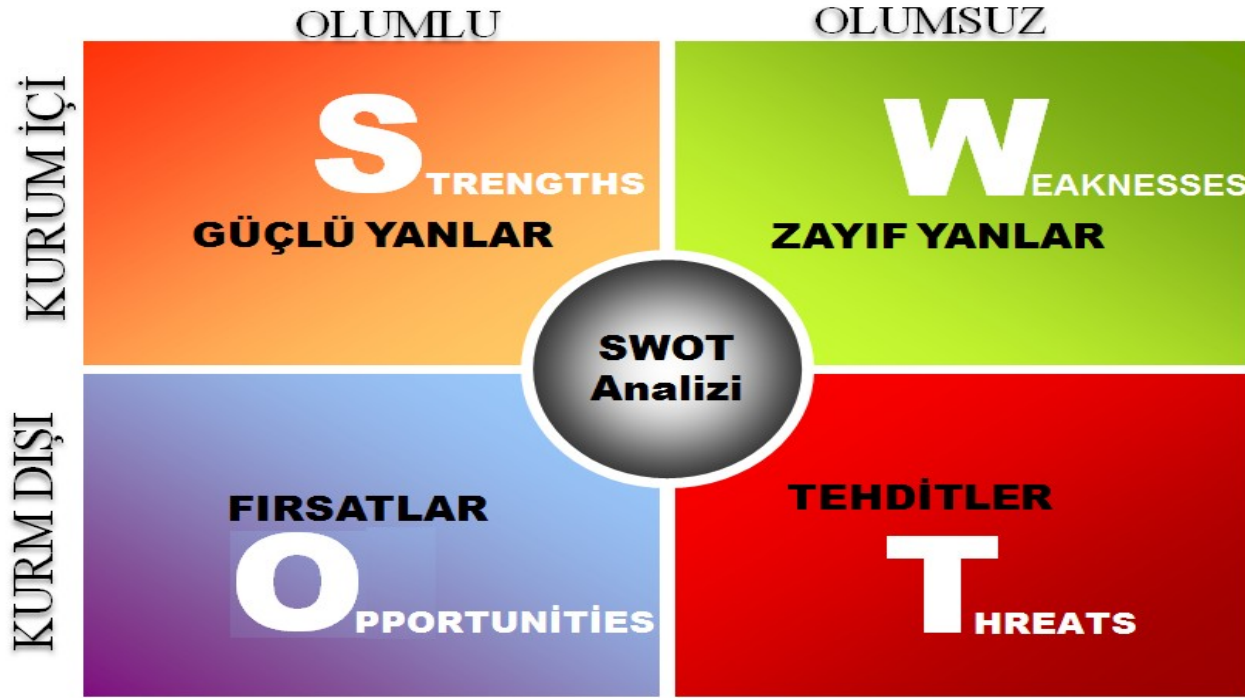 OLUMLU
OLUMSUZ
KURUM İÇİ
STRENGTHS
GÜÇLÜ YANLAR
WEAKNESSES
ZAYIF YANLAR
SWOT
Analizi
KURM DIŞI
FIRSATLAR
OPPORTUNİTİES
TEHDİTLER
THREATS